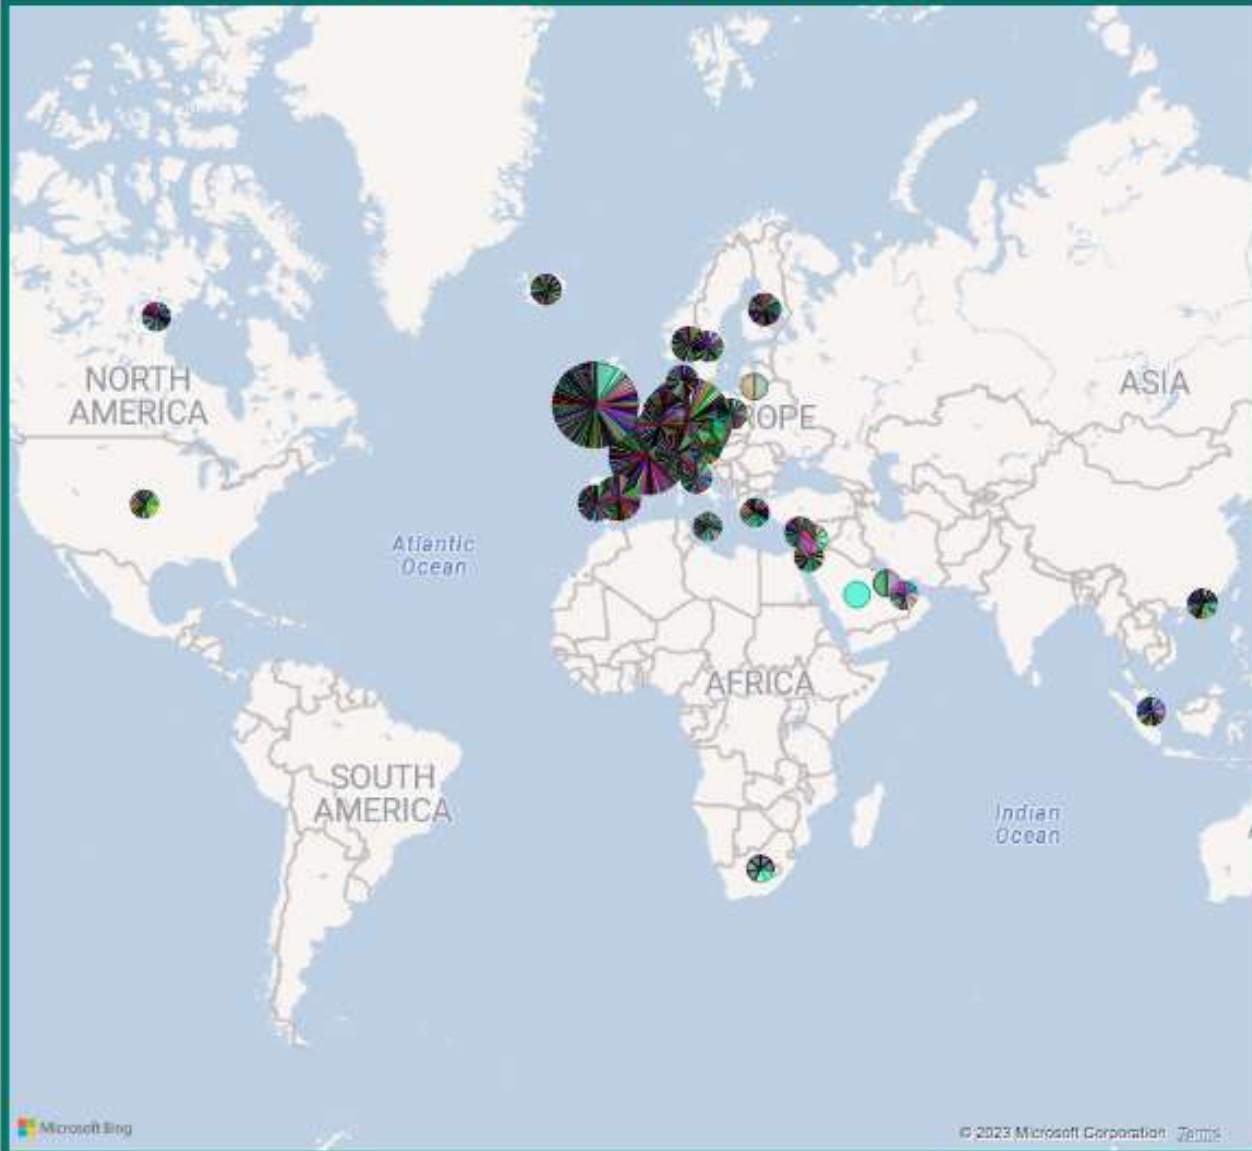 NORTH
AMERICA
ASIA
ROPE
Atlantic
Ocean
AFRICA
SOUTH
AMERICA
Indian
Ocean
Microsoft Bing
© 2023 Microsoft Corporation Terms